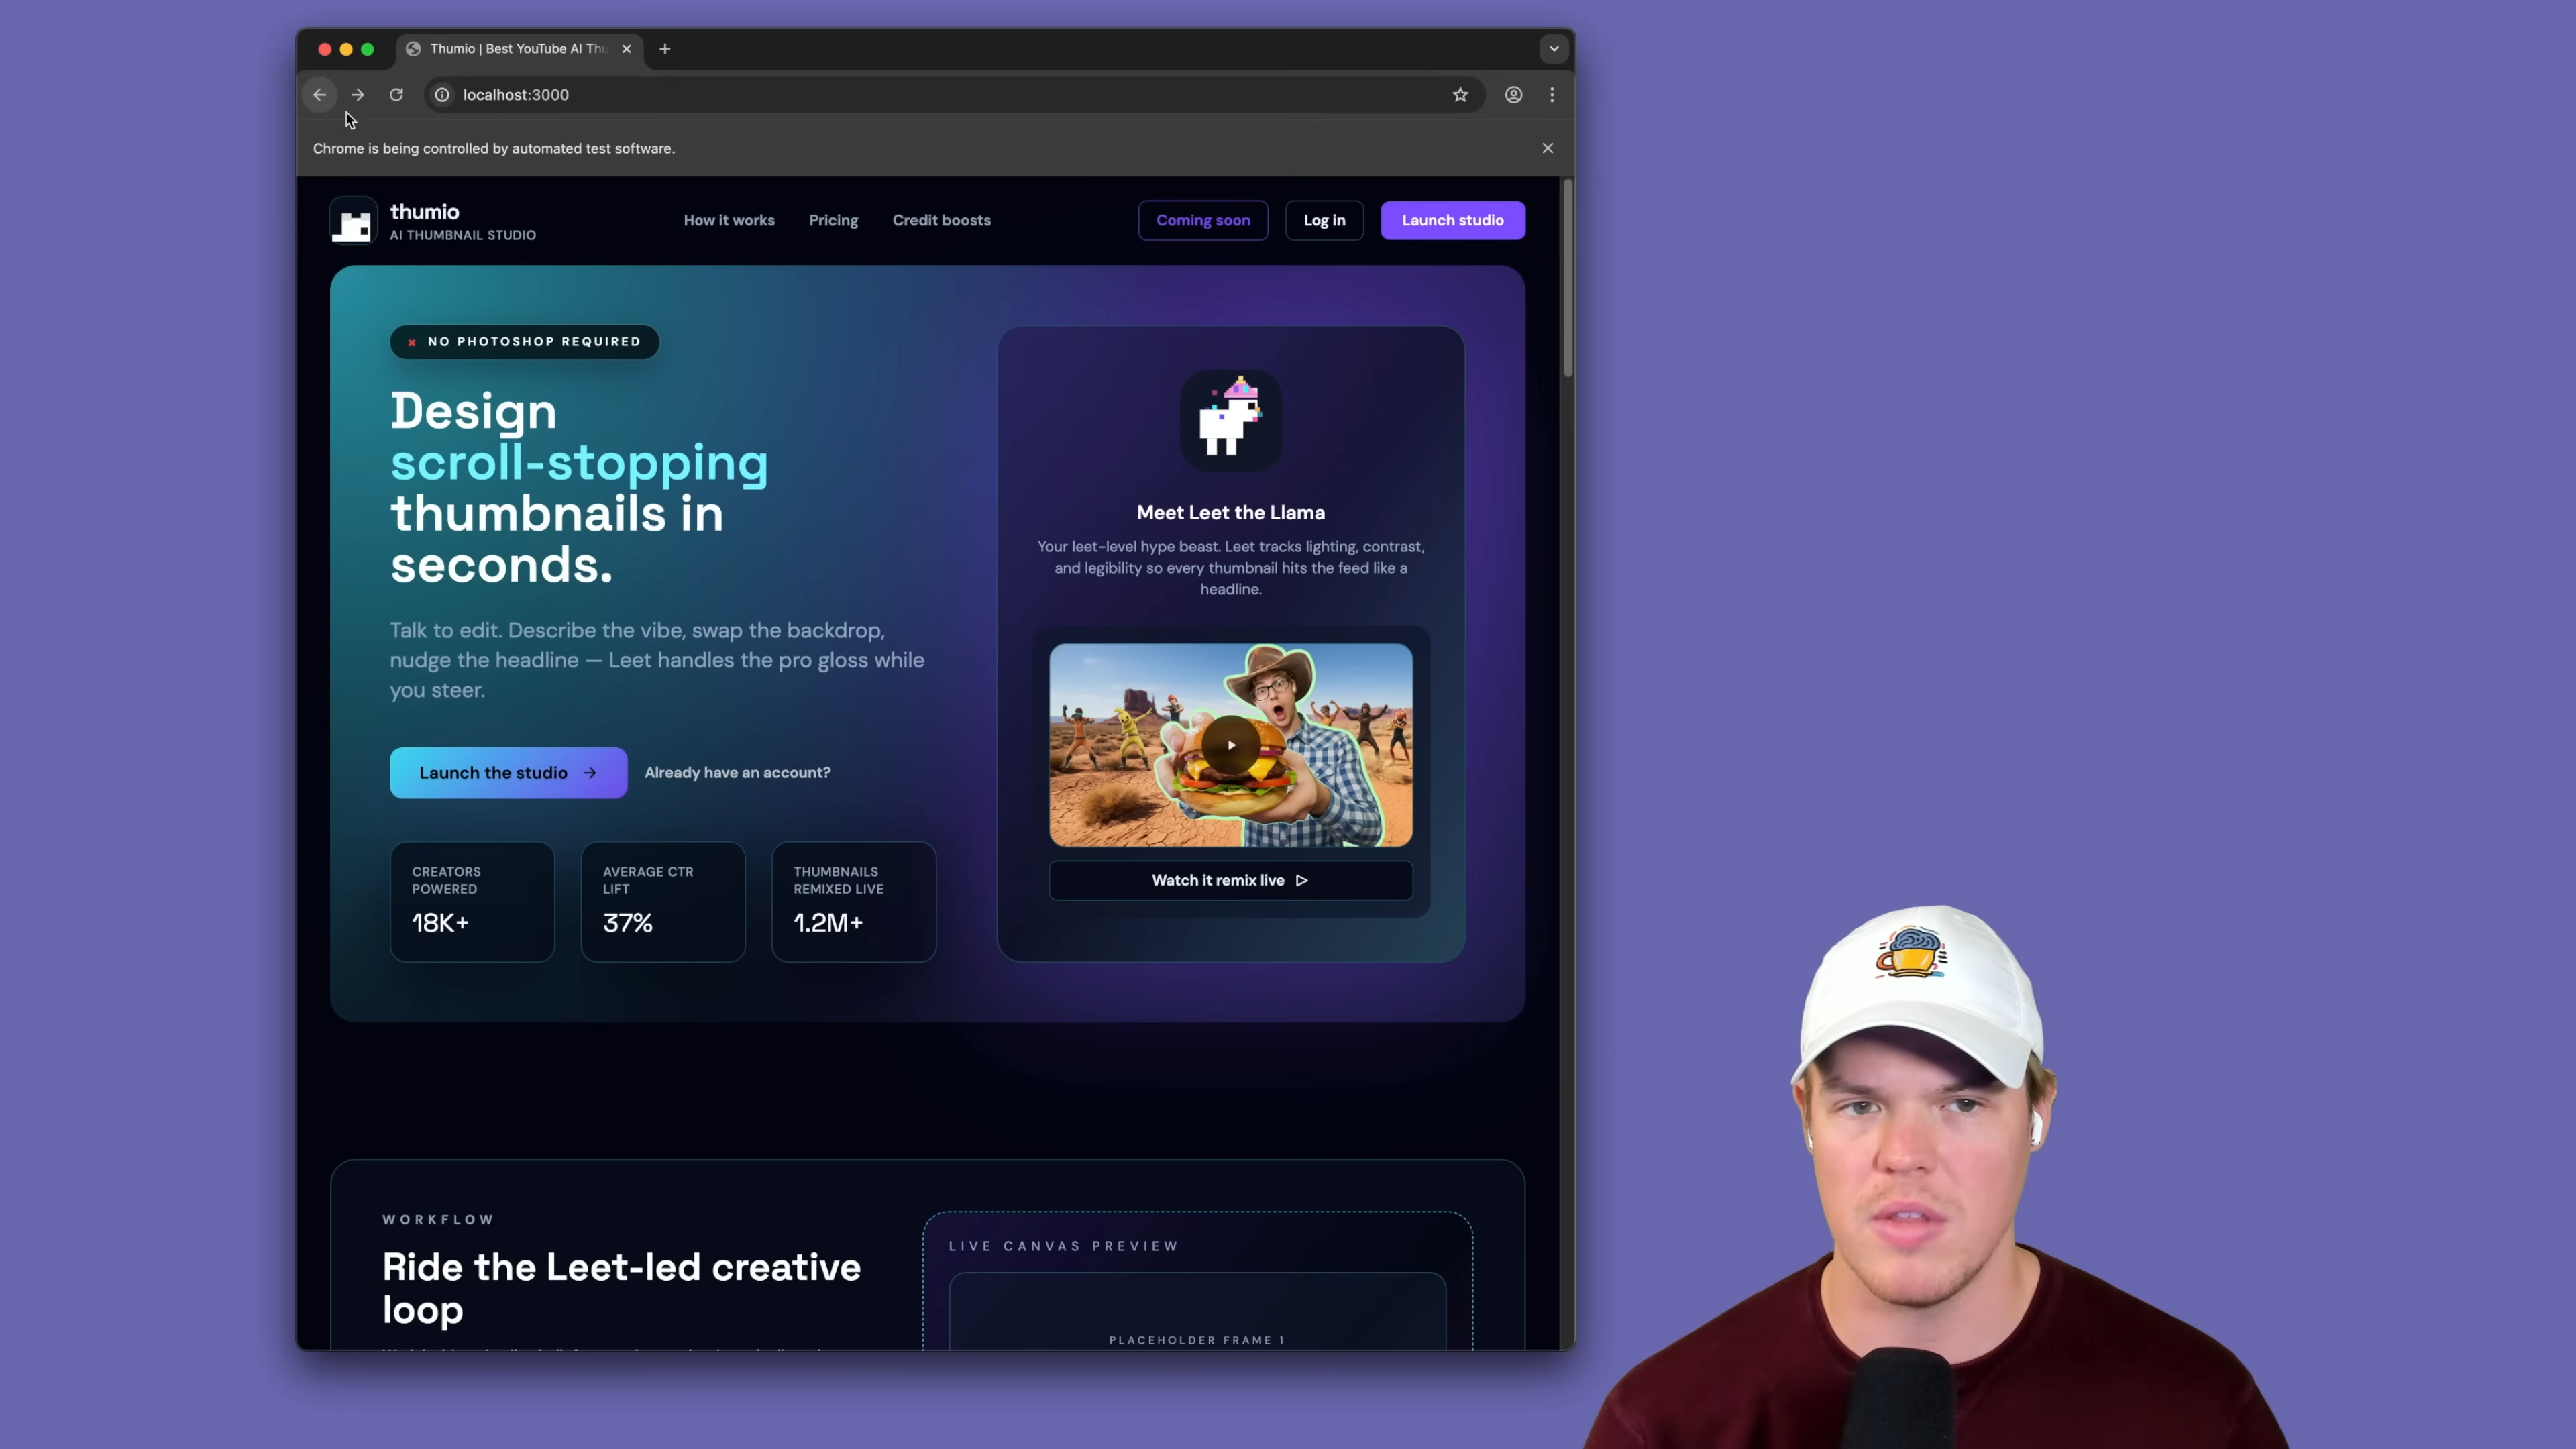 Thumio | Best YouTube AI Thu
localhost:3000
Chrome is being controlled by automated test software.
thumio
AI THUMBNAIL STUDIO
How it works
Pricing
Credit boosts
Coming soon
Log in
Launch studio
NO PHOTOSHOP REQUIRED
Design
scroll-stopping
thumbnails in
seconds.
Talk to edit. Describe the vibe, swap the backdrop,
nudge the headline — Leet handles the pro gloss while
you steer.
Launch the studio →
Already have an account?
CREATORS
POWERED
18K+
AVERAGE CTR
LIFT
37%
THUMBNAILS
REMIXED LIVE
1.2M+
Meet Leet the Llama
Your leet-level hype beast. Leet tracks lighting, contrast,
and legibility so every thumbnail hits the feed like a
headline.
Watch it remix live
WORKFLOW
Ride the Leet-led creative
loop
LIVE CANVAS PREVIEW
PLACEHOLDER FRAME 1